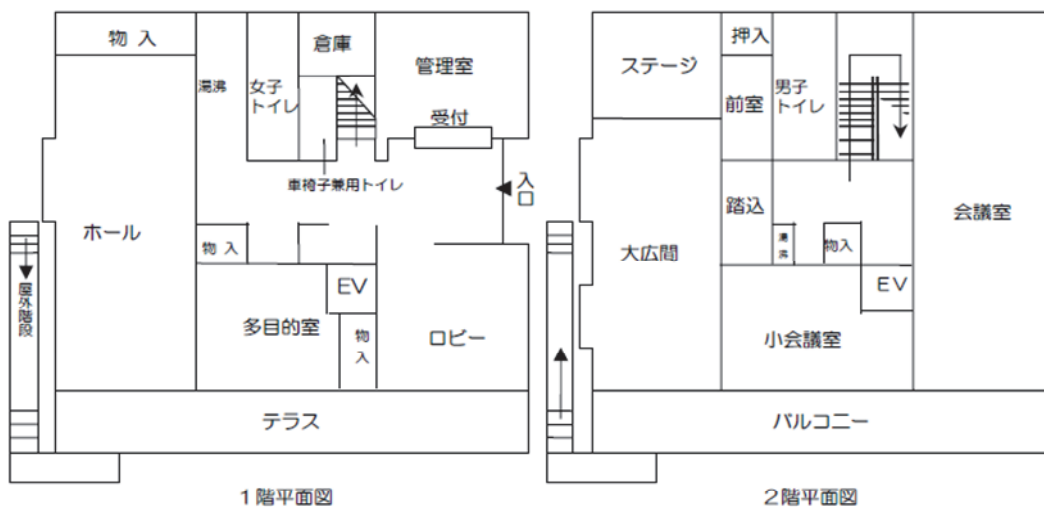 物 入
倉庫
管理室
湯沸
女子
トイレ
受付
車椅子兼用トイレ
入口
ホール
物 入
EV
屋外階段
多目的室
物入
ロビー
テラス
1階平面図
押入
ステージ
前室
男子
トイレ
踏込
会議室
大広間
湯沸
物入
EV
小会議室
バルコニー
2階平面図